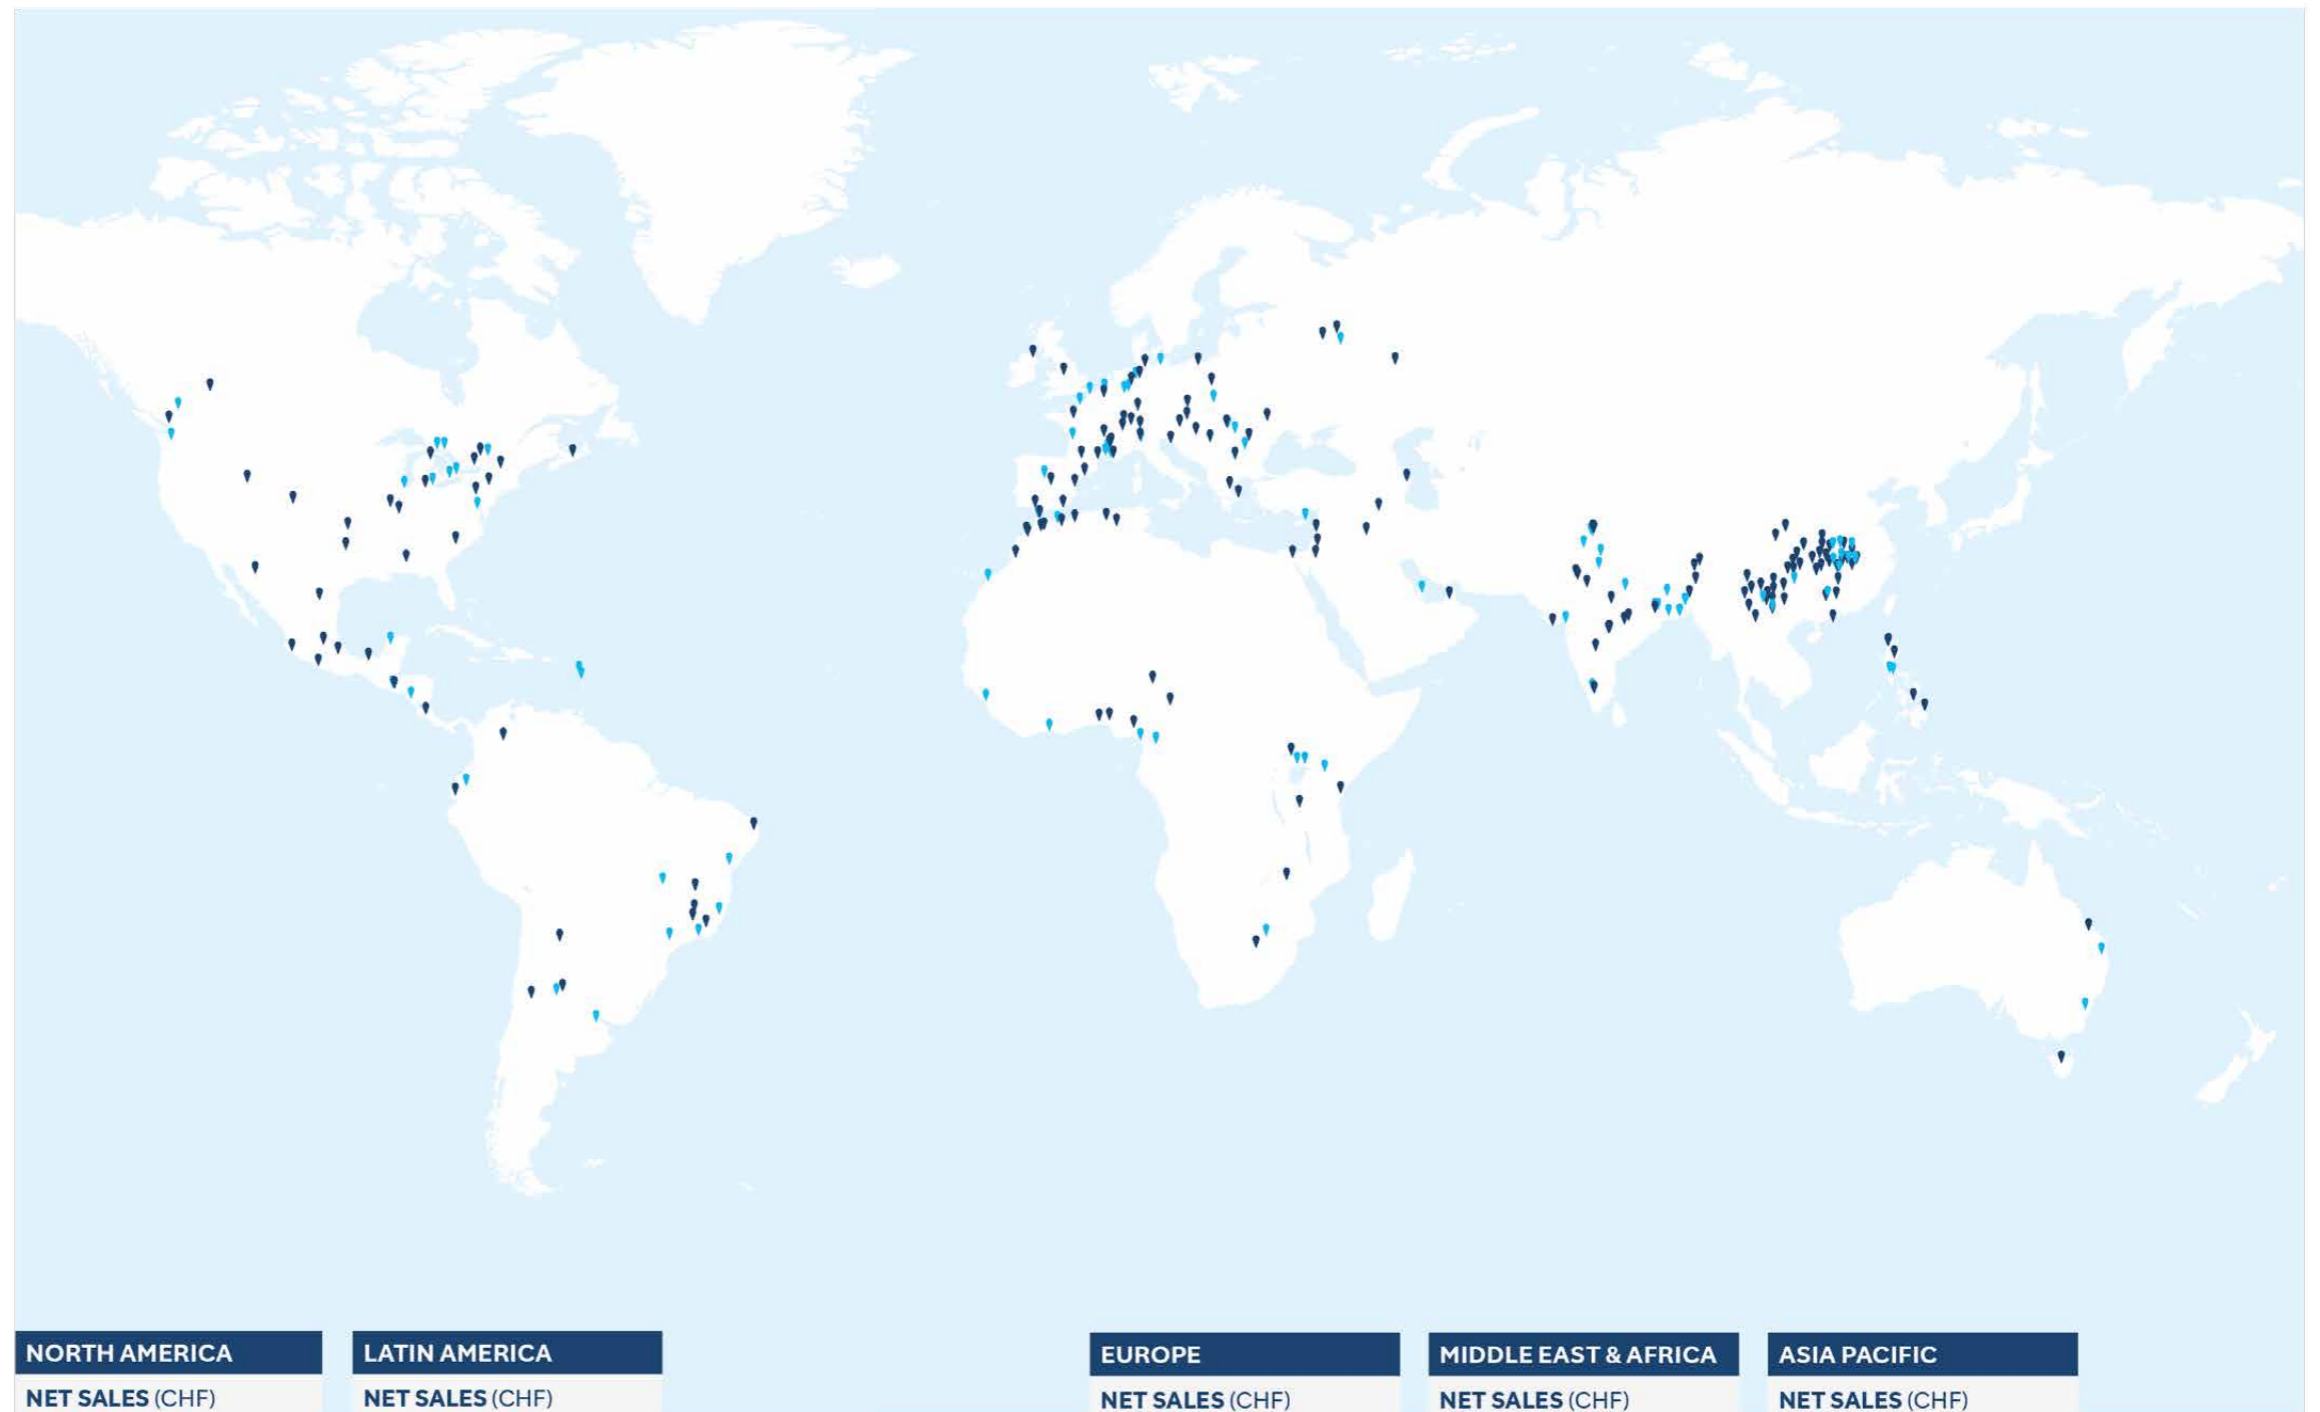 NORTH AMERICA
NET SALES (CHF)
LATIN AMERICA
NET SALES (CHF)
EUROPE
NET SALES (CHF)
MIDDLE EAST & AFRICA
NET SALES (CHF)
ASIA PACIFIC
NET SALES (CHF)